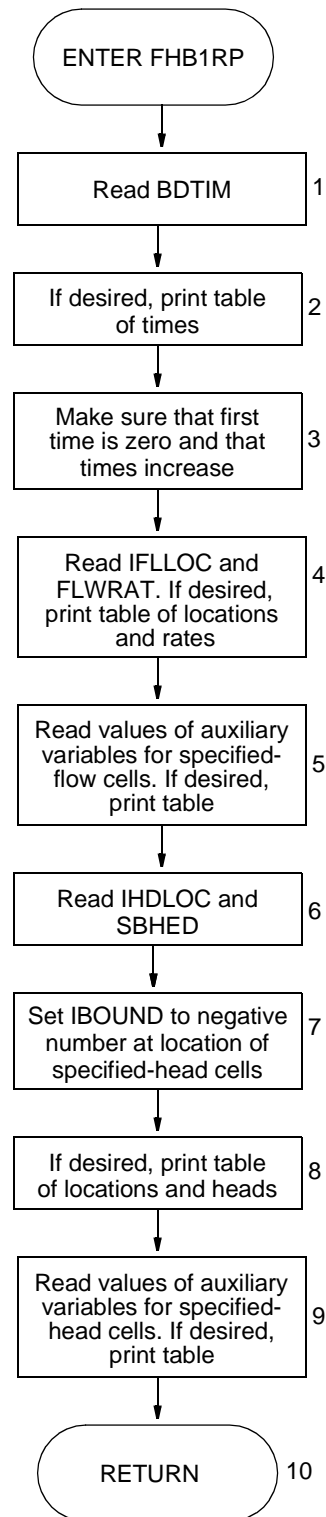 ENTER FHB1RP
Read BDTIM
1
If desired, print table
of times
2
Make sure that first
time is zero and that
times increase
3
Read IFLLOC and
FLWRAT. If desired,
print table of locations
and rates
4
Read values of auxiliary
variables for specified-
flow cells. If desired,
print table
5
Read IHDLOC and
SBHED
6
Set IBOUND to negative
number at location of
specified-head cells
7
If desired, print table
of locations and heads
8
Read values of auxiliary
variables for specified-
head cells. If desired,
print table
9
RETURN
10